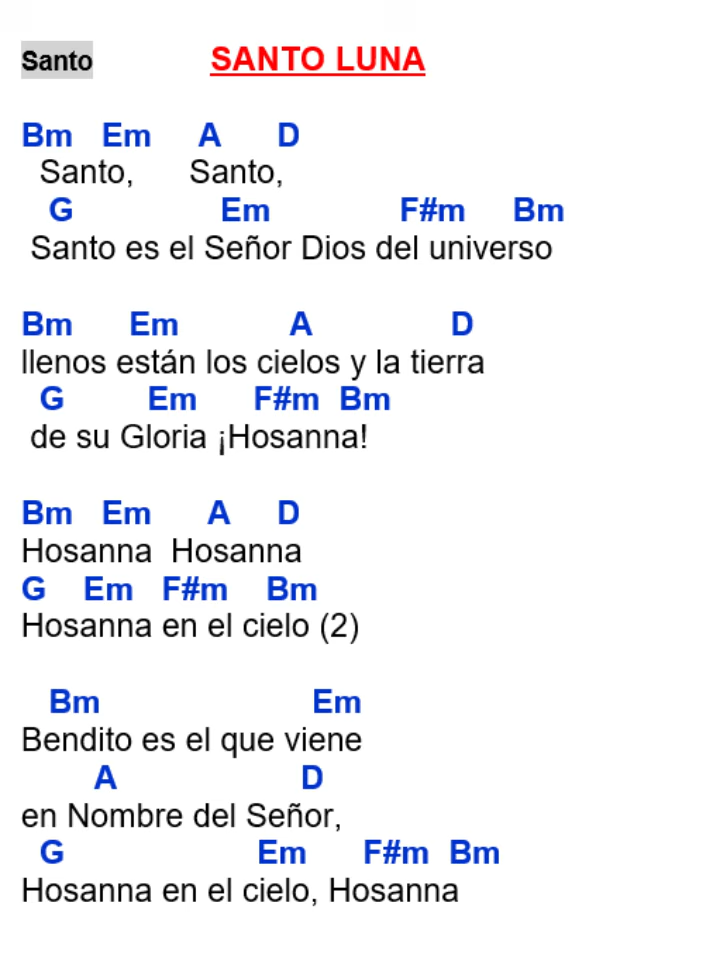 Santo SANTO LUNA
Bm Em A D
Santo, Santo,
G Em F#m Bm
Santo es el Señor Dios del universo
Bm Em A D
llenos están los cielos y la tierra
G Em F#m Bm
de su Gloria ¡Hosanna!
Bm Em A D
Hosanna Hosanna
G Em F#m Bm
Hosanna en el cielo (2)
Bm Em
Bendito es el que viene
A D
en Nombre del Señor,
G Em F#m Bm
Hosanna en el cielo, Hosanna